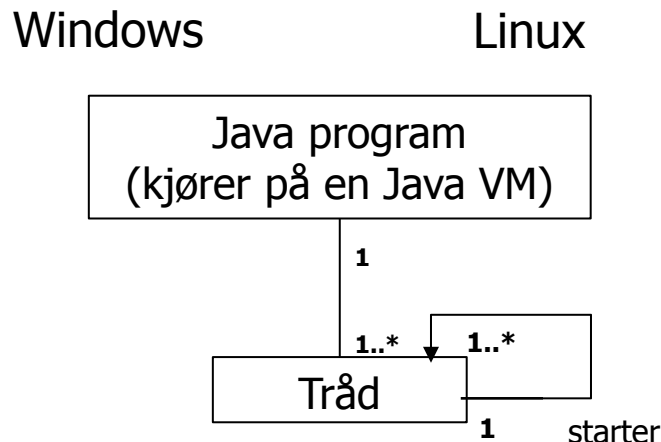 Windows Linux
Java program
(kjører på en Java VM)
1
1..* 1..*
Tråd
1 starter